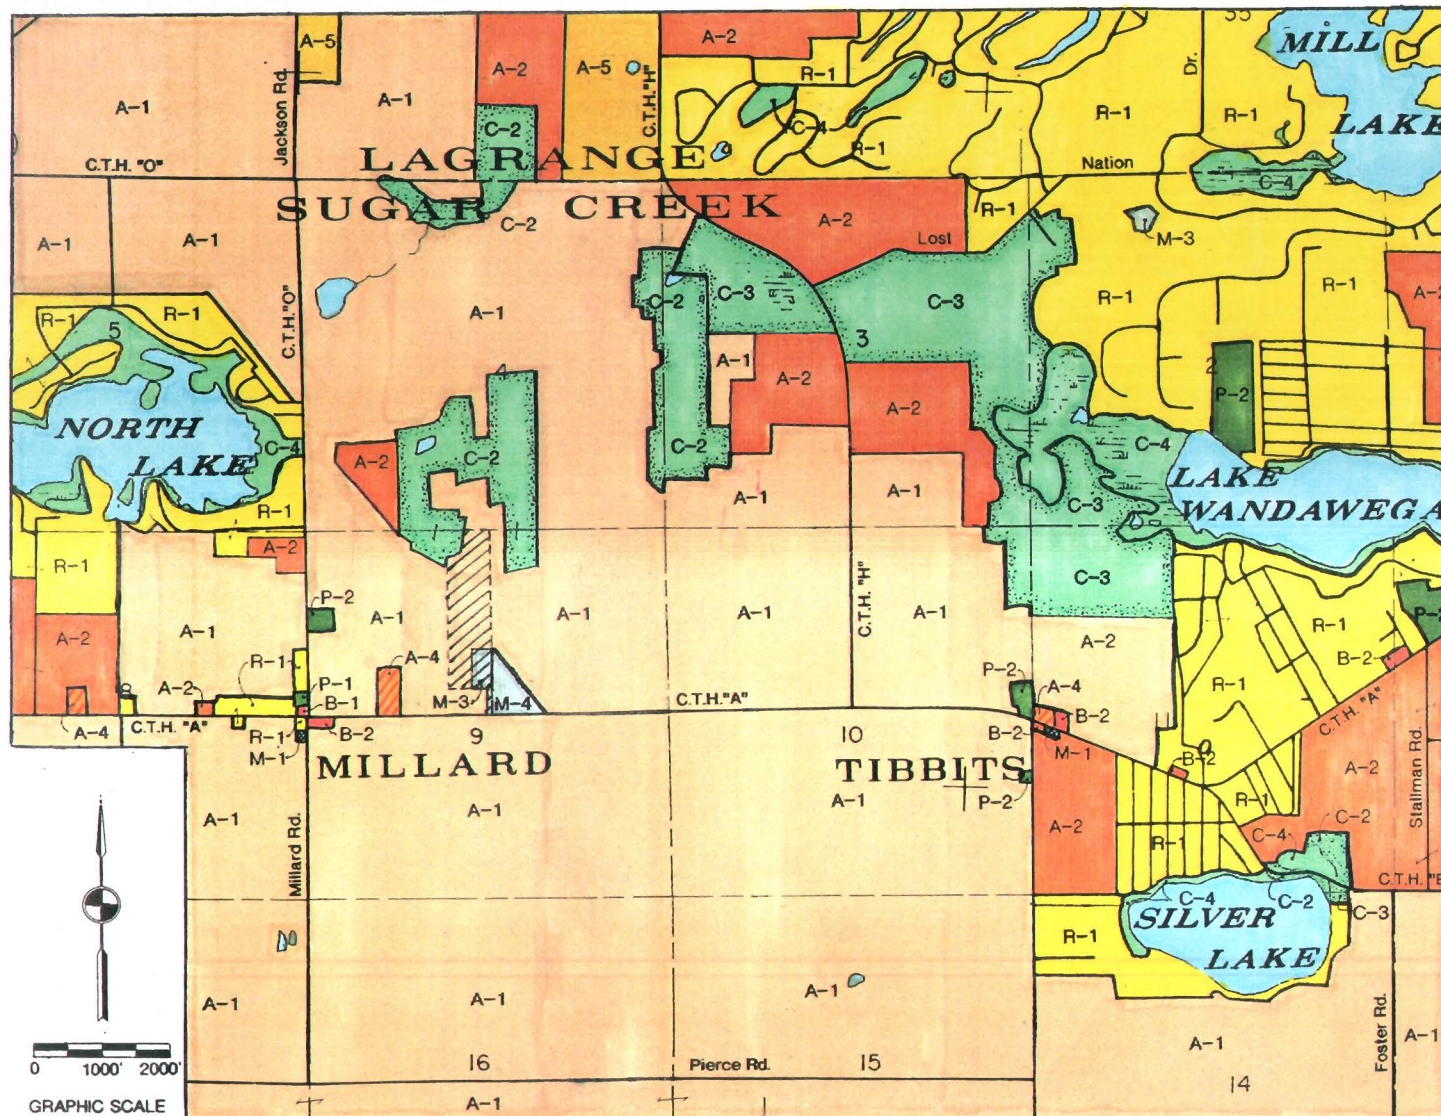 35
MILL
LAKE
A-5
A-2
A-5
A-2
R-1
Dr.
A-1
Jackson Rd.
A-1
C.T.H. "H"
C-2
C-4
R-1
R-1
R-1
C.T.H. "O"
LAGRANGE
Nation
C-4
SUGAR CREEK
C-2
A-2
Lost
R-1
M-3
A-1
A-1
C.T.H. "O"
A-1
C-2
C-3
C-3
R-1
R-1
A-2
R-1
5
R-1
3
4
A-1
A-2
2
P-2
NORTH
LAKE
C-4
A-2
C-2
C-2
A-2
C-4
LAKE
WANDAWEGA
R-1
A-1
A-1
C-3
R-1
A-2
C-3
P-2
A-1
A-1
A-1
C.T.H. "H"
A-1
R-1
P-2
A-2
A-1
A-2
B-2
R-1
A-4
P-2
A-4
R-1
8
A-2
P-1
B-1
M-3
M-4
C.T.H. "A"
B-2
C.T.H. "A"
A-4
C.T.H. "A"
R-1
B-2
M-1
9
10
B-2
M-1
B-2
MILLARD
TIBBITS
P-2
A-2
Stallman Rd.
A-1
Millard Rd.
A-1
A-1
A-2
R-1
R-1
C-4
C-2
C.T.H. "E
C-4
C-2
C-3
SILVER
LAKE
R-1
A-1
A-1
A-1
Foster Rd.
A-1
A-1
0 1000' 2000'
GRAPHIC SCALE
16
Pierce Rd.
15
14
A-1